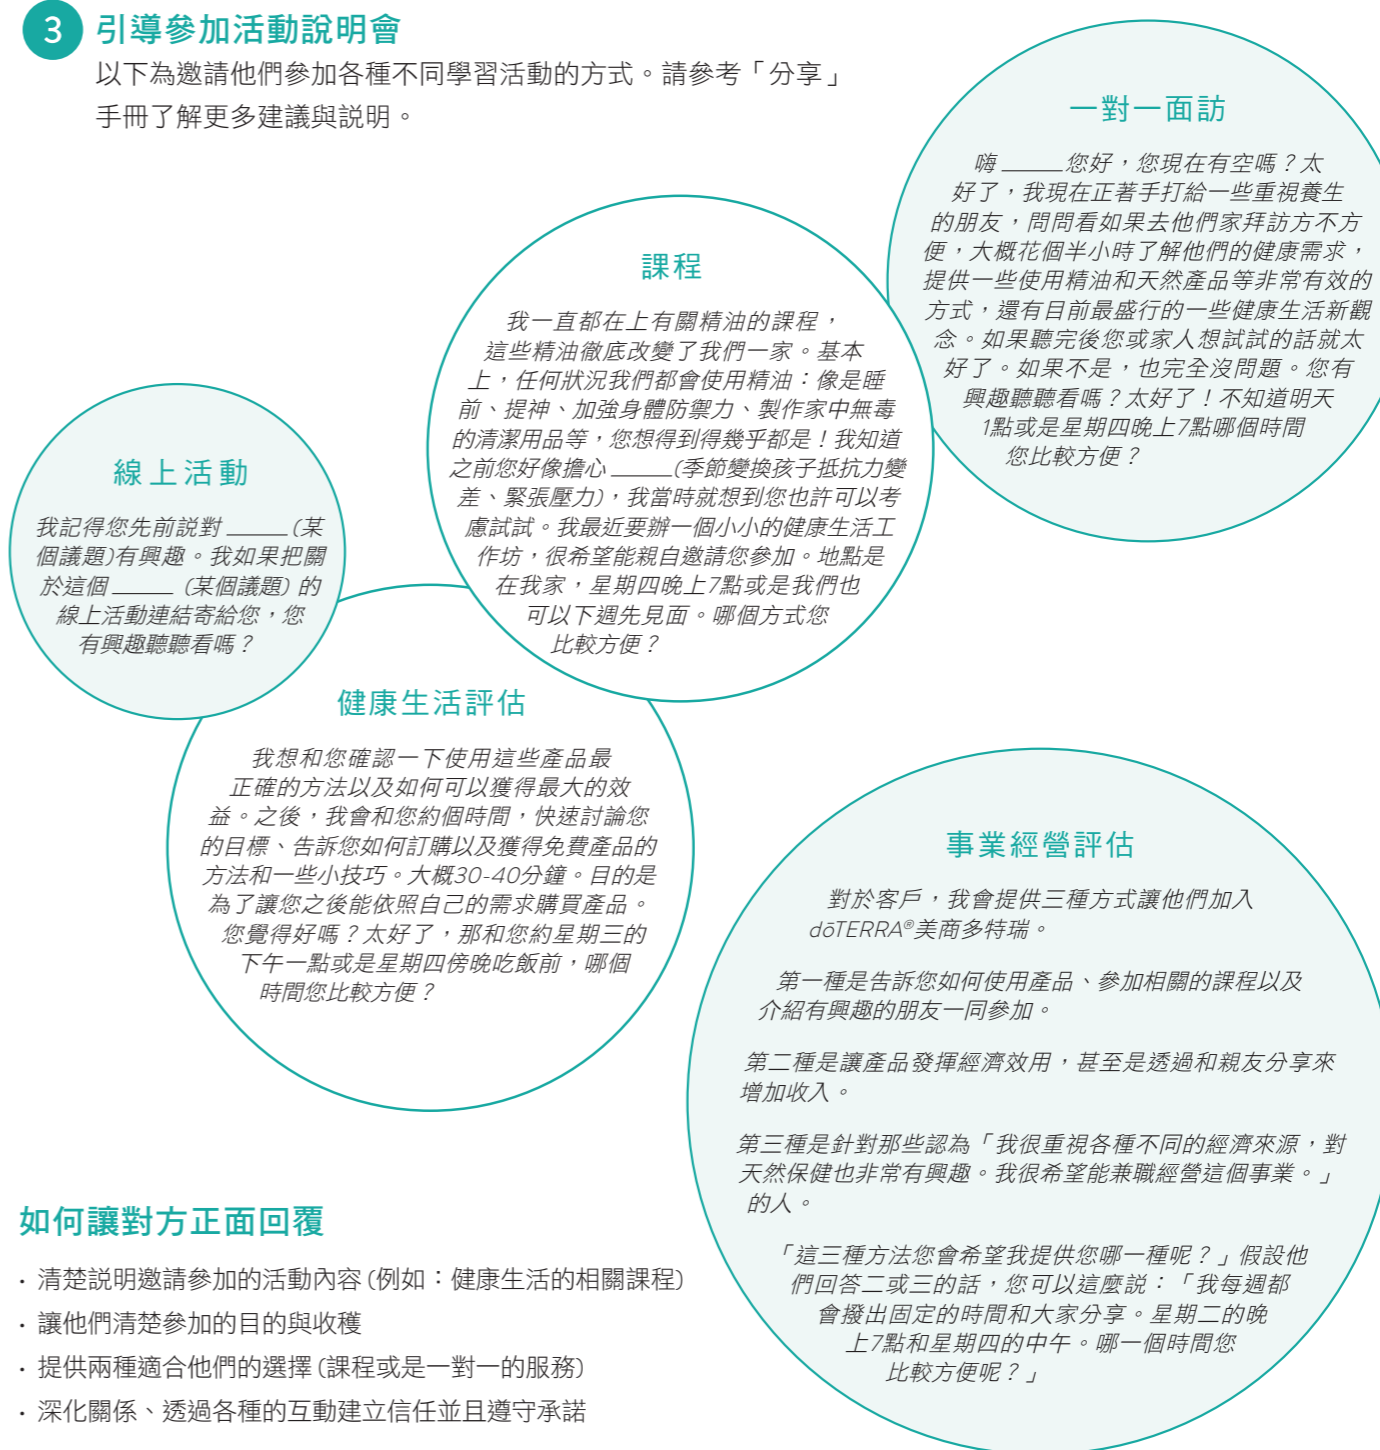 3 引導參加活動說明會
以下為邀請他們參加各種不同學習活動的方式。請參考「分享」
手冊了解更多建議與說明。
一對一面訪
嗨 _____您好，您現在有空嗎？太
好了，我現在正著手打給一些重視養生
的朋友，問問看如果去他們家拜訪方不方
便，大概花個半小時了解他們的健康需求，
提供一些使用精油和天然產品等非常有效的
方式，還有目前最盛行的一些健康生活新觀
念。如果聽完後您或家人想試試的話就太
好了。如果不是，也完全沒問題。您有
興趣聽聽看嗎？太好了！不知道明天
1點或是星期四晚上7點哪個時間
您比較方便？
課程
我一直都在上有關精油的課程，
這些精油徹底改變了我們一家。基本
上，任何狀況我們都會使用精油：像是睡
前、提神、加強身體防禦力、製作家中無毒
的清潔用品等，您想得到得幾乎都是！我知道
之前您好像擔心 _____(季節變換孩子抵抗力變
差、緊張壓力)，我當時就想到您也許可以考
慮試試。我最近要辦一個小小的健康生活工
作坊，很希望能親自邀請您參加。地點是
在我家，星期四晚上7點或是我們也
可以下週先見面。哪個方式您
比較方便？
線上活動
我記得您先前說對 _____(某
個議題)有興趣。我如果把關
於這個 _____ (某個議題) 的
線上活動連結寄給您，您
有興趣聽聽看嗎？
健康生活評估
我想和您確認一下使用這些產品最
正確的方法以及如何可以獲得最大的效
益。之後，我會和您約個時間，快速討論您
的目標、告訴您如何訂購以及獲得免費產品的
方法和一些小技巧。大概30-40分鐘。目的是
為了讓您之後能依照自己的需求購買產品。
您覺得好嗎？太好了，那和您約星期三的
下午一點或是星期四傍晚吃飯前，哪個
時間您比較方便？
事業經營評估
對於客戶，我會提供三種方式讓他們加入
dōTERRA®美商多特瑞。
第一種是告訴您如何使用產品、參加相關的課程以及
介紹有興趣的朋友一同參加。
第二種是讓產品發揮經濟效用，甚至是透過和親友分享來
增加收入。
第三種是針對那些認為「我很重視各種不同的經濟來源，對
天然保健也非常有興趣。我很希望能兼職經營這個事業。」
的人。
「這三種方法您會希望我提供您哪一種呢？」假設他
們回答二或三的話，您可以這麼說：「我每週都
會撥出固定的時間和大家分享。星期二的晚
上7點和星期四的中午。哪一個時間您
比較方便呢？」
如何讓對方正面回覆
· 清楚說明邀請參加的活動內容 (例如：健康生活的相關課程)
· 讓他們清楚參加的目的與收穫
· 提供兩種適合他們的選擇 (課程或是一對一的服務)
· 深化關係、透過各種的互動建立信任並且遵守承諾